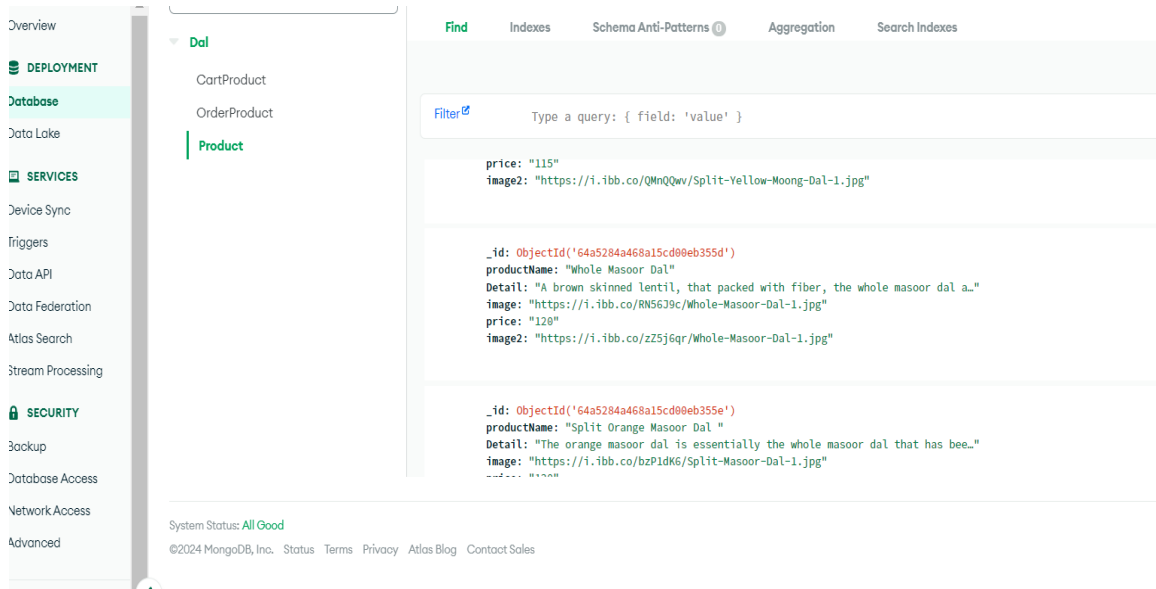 Overview
DEPLOYMENT
Database
Data Lake
SERVICES
Device Sync
Triggers
Data API
Data Federation
Atlas Search
Stream Processing
SECURITY
Backup
Database Access
Network Access
Advanced
Dal
CartProduct
OrderProduct
Product
Find Indexes Schema Anti-Patterns 0 Aggregation Search Indexes
Filter Type a query: { field: 'value' }
price: "115"
image2: "https://i.ibb.co/QMnQQwv/Split-Yellow-Moong-Dal-1.jpg"
_id: ObjectId('64a5284a468a15cd00eb355d')
productName: "Whole Masoor Dal"
Detail: "A brown skinned lentil, that packed with fiber, the whole masoor dal a…"
image: "https://i.ibb.co/RN56J9c/Whole-Masoor-Dal-1.jpg"
price: "120"
image2: "https://i.ibb.co/zZ5j6qr/Whole-Masoor-Dal-1.jpg"
_id: ObjectId('64a5284a468a15cd00eb355e')
productName: "Split Orange Masoor Dal "
Detail: "The orange masoor dal is essentially the whole masoor dal that has bee…"
image: "https://i.ibb.co/bzP1dK6/Split-Masoor-Dal-1.jpg"
System Status: All Good
©2024 MongoDB, Inc. Status Terms Privacy Atlas Blog Contact Sales